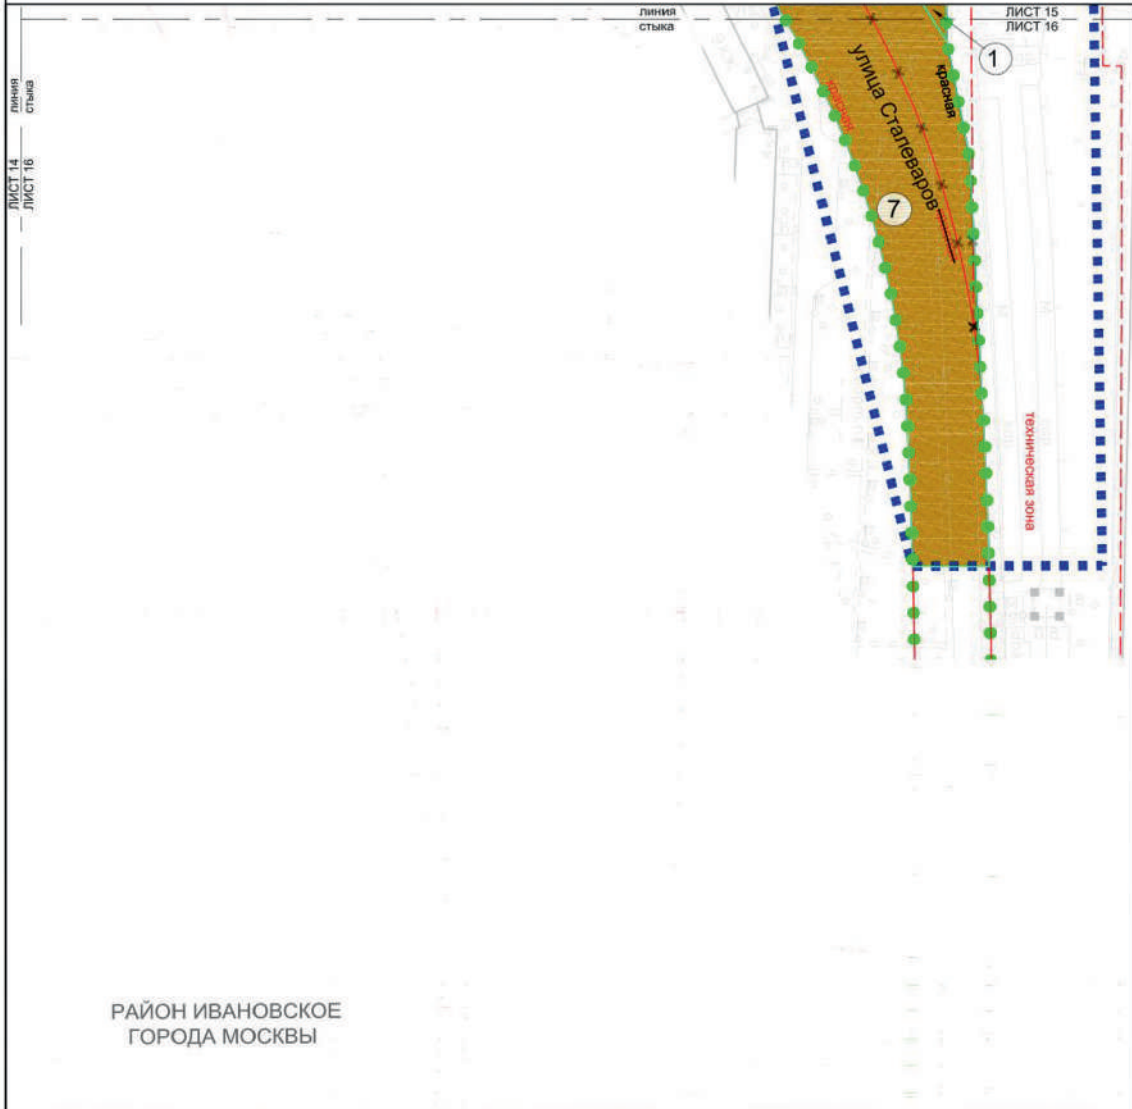 линия
стыка
ЛИСТ 15
ЛИСТ 16
1
линия
стыка
ЛИСТ 14
ЛИСТ 16
красная
красная
улица Сталеваров
7
техническая зона
РАЙОН ИВАНОВСКОЕ
ГОРОДА МОСКВЫ